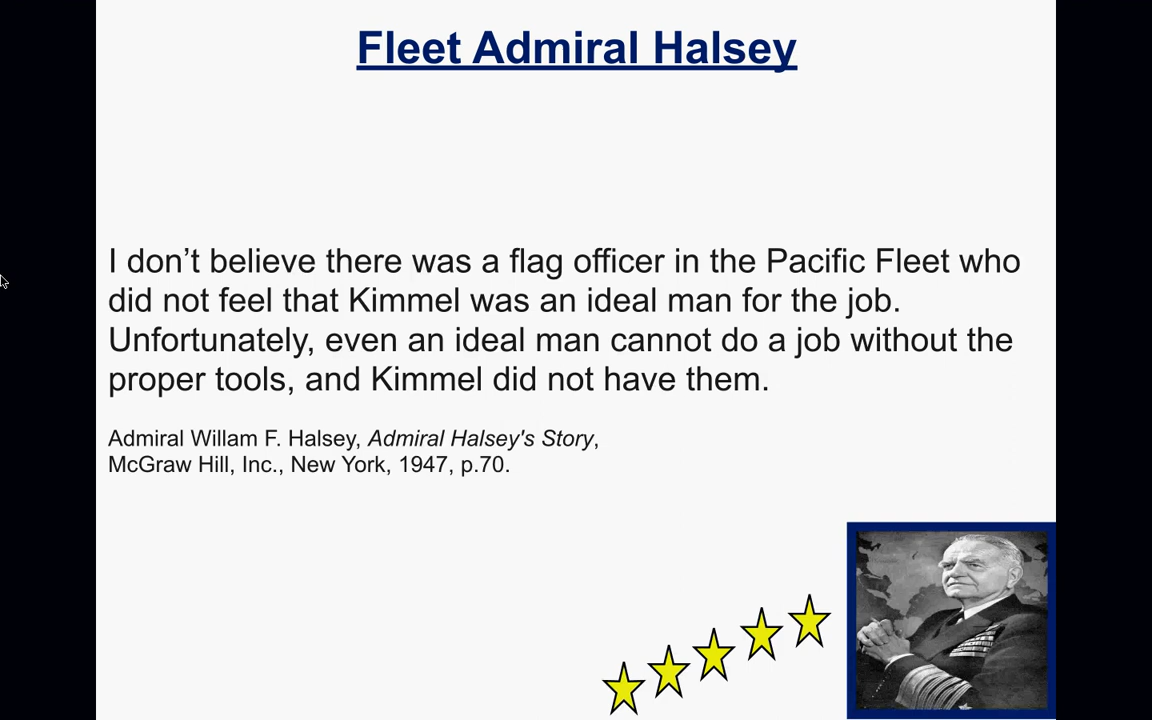 Fleet Admiral Halsey
I don’t believe there was a flag officer in the Pacific Fleet who
did not feel that Kimmel was an ideal man for the job.
Unfortunately, even an ideal man cannot do a job without the
proper tools, and Kimmel did not have them.
Admiral Willam F. Halsey, Admiral Halsey's Story,
McGraw Hill, Inc., New York, 1947, p.70.